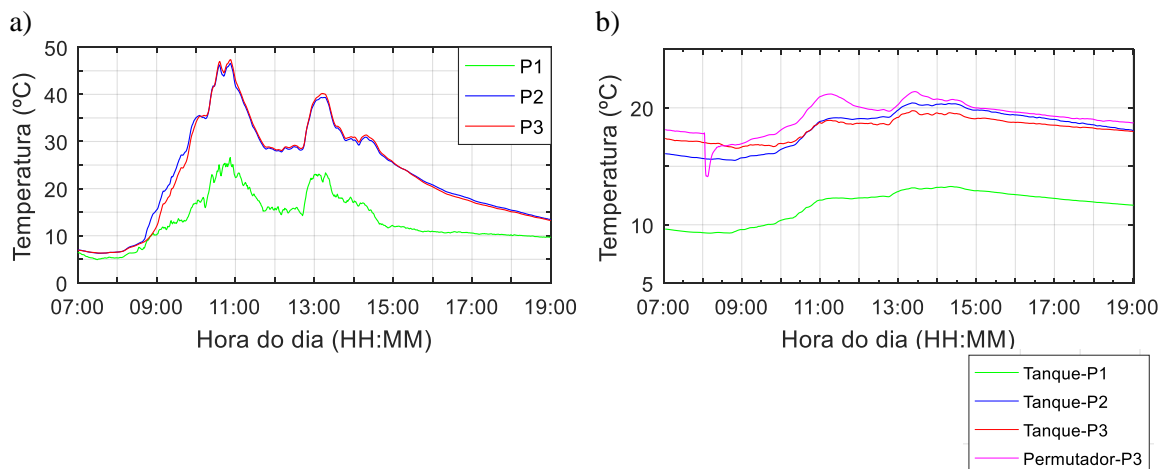 a)
50
40
30
20
10
0
Temperatura (ºC)
P1
P2
P3
07:00 09:00 11:00 13:00 15:00 17:00 19:00
Hora do dia (HH:MM)
b)
20
10
5
Temperatura (ºC)
07:00 09:00 11:00 13:00 15:00 17:00 19:00
Hora do dia (HH:MM)
Tanque-P1
Tanque-P2
Tanque-P3
Permutador-P3